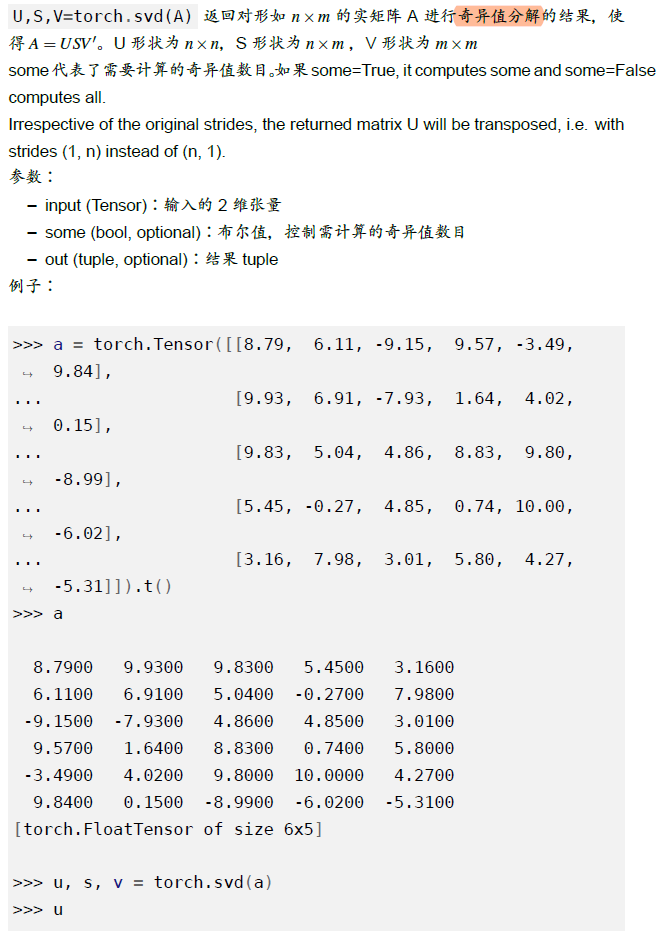 U,S,V=torch.svd(A) 返回对形如 n×m 的实矩阵 A 进行奇异值分解的结果，使
得 A = USV′。U 形状为 n×n，S 形状为 n×m，V 形状为 m×m
some 代表了需要计算的奇异值数目。如果 some=True, it computes some and some=False
computes all.
Irrespective of the original strides, the returned matrix U will be transposed, i.e. with
strides (1, n) instead of (n, 1).
参数：
– input (Tensor)：输入的 2 维张量
– some (bool, optional)：布尔值，控制需计算的奇异值数目
– out (tuple, optional)：结果 tuple
例子：
>>> a = torch.Tensor([[8.79,  6.11, -9.15,  9.57, -3.49,
↪  9.84],
...                   [9.93,  6.91, -7.93,  1.64,  4.02,
↪  0.15],
...                   [9.83,  5.04,  4.86,  8.83,  9.80,
↪  -8.99],
...                   [5.45, -0.27,  4.85,  0.74, 10.00,
↪  -6.02],
...                   [3.16,  7.98,  3.01,  5.80,  4.27,
↪  -5.31]]).t()
>>> a
8.7900   9.9300   9.8300   5.4500   3.1600
6.1100   6.9100   5.0400  -0.2700   7.9800
-9.1500  -7.9300   4.8600   4.8500   3.0100
9.5700   1.6400   8.8300   0.7400   5.8000
-3.4900   4.0200   9.8000  10.0000   4.2700
9.8400   0.1500  -8.9900  -6.0200  -5.3100
[torch.FloatTensor of size 6x5]
>>> u, s, v = torch.svd(a)
>>> u